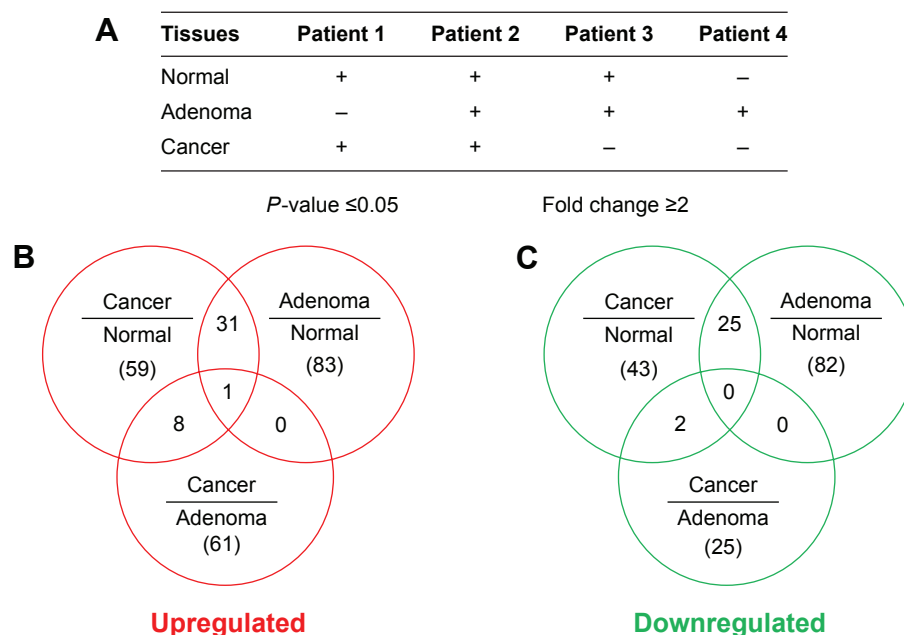 A
Tissues Patient 1 Patient 2 Patient 3 Patient 4
Normal + + + –
Adenoma – + + +
Cancer + + – –
P-value ≤0.05 Fold change ≥2
B
Cancer
Normal
(59)
31
Adenoma
Normal
(83)
1
8
0
Cancer
Adenoma
(61)
Upregulated
C
Cancer
Normal
(43)
25
Adenoma
Normal
(82)
0
2
0
Cancer
Adenoma
(25)
Downregulated